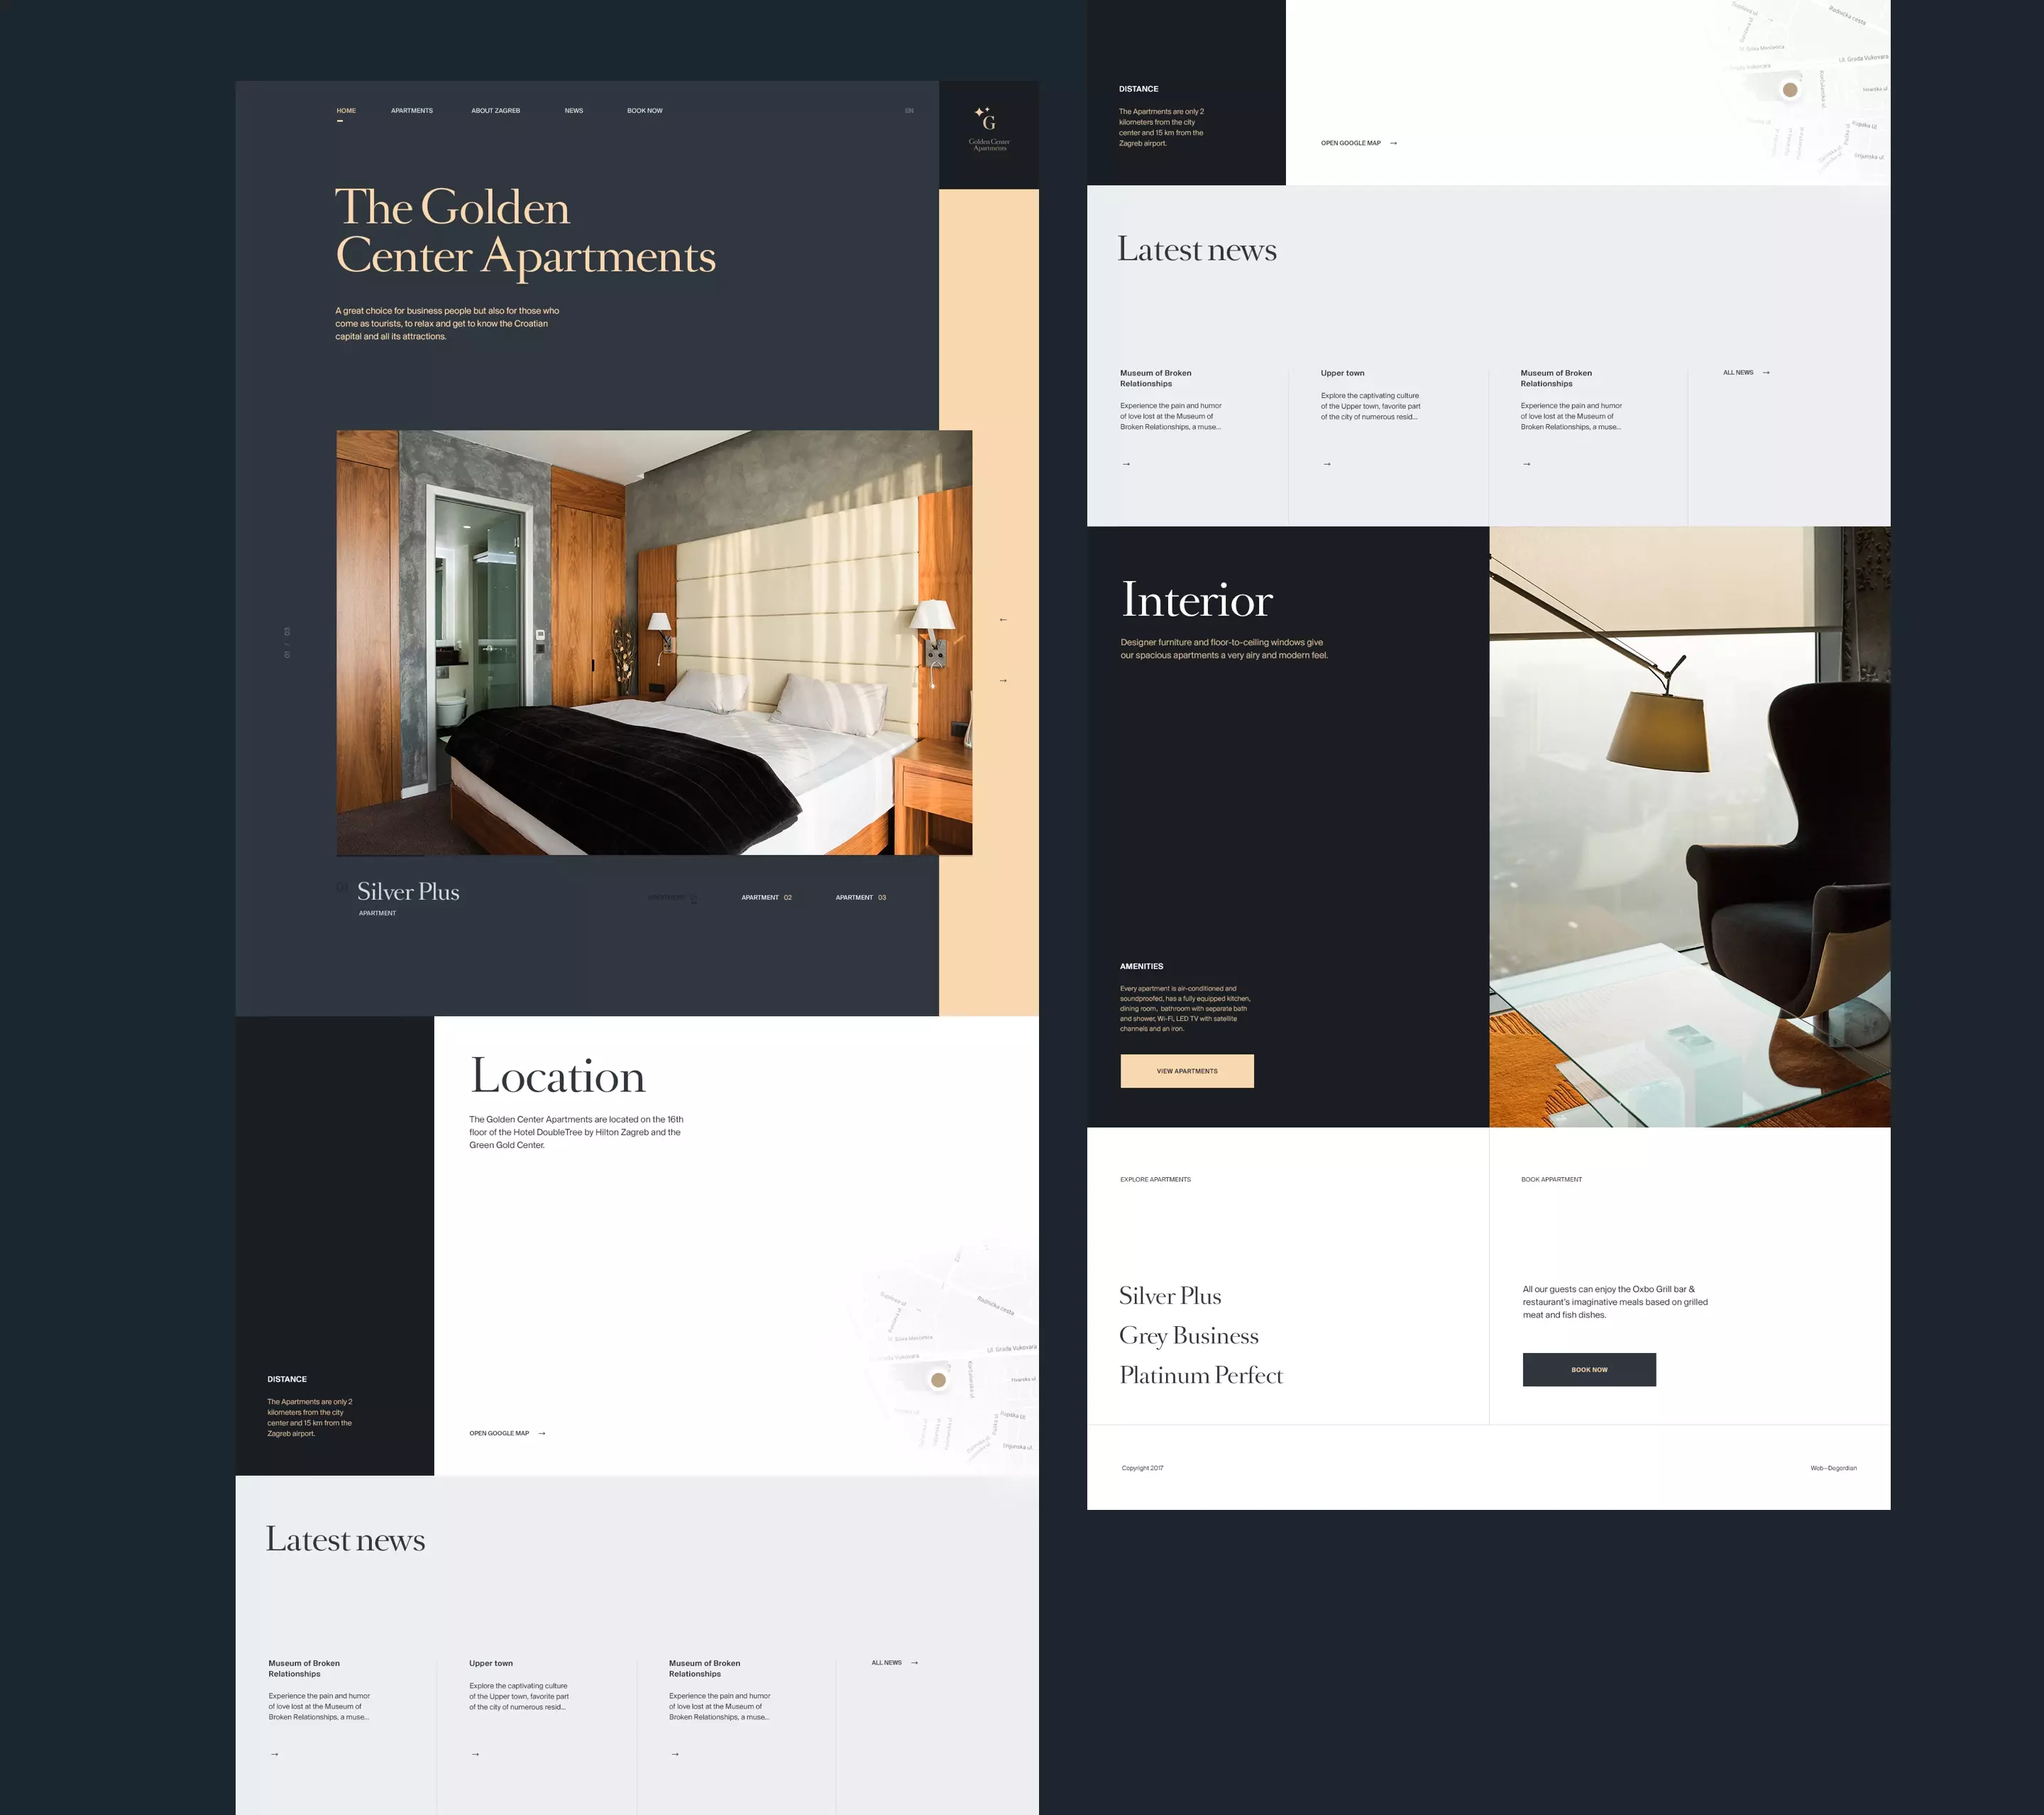 HOME
APARTMENTS
ABOUT ZAGREB
NEWS
BOOK NOW
EN
G
Golden Center
Apartments
The Golden
Center Apartments
A great choice for business people but also for those who
come as tourists, to relax and get to know the Croatian
capital and all its attractions.
01 / 03
←
→
01
Silver Plus
APARTMENT
APARTMENT 02
APARTMENT 03
Location
The Golden Center Apartments are located on the 16th
floor of the Hotel DoubleTree by Hilton Zagreb and the
Green Gold Center.
DISTANCE
The Apartments are only 2
kilometers from the city
center and 15 km from the
Zagreb airport.
OPEN GOOGLE MAP →
Radnička cesta
Ul. Grada Vukovara
Latest news
Museum of Broken
Relationships
Experience the pain and humor
of love lost at the Museum of
Broken Relationships, a muse...
→
Upper town
Explore the captivating culture
of the Upper town, favorite part
of the city of numerous resid...
→
Museum of Broken
Relationships
Experience the pain and humor
of love lost at the Museum of
Broken Relationships, a muse...
→
ALL NEWS →
DISTANCE
The Apartments are only 2
kilometers from the city
center and 15 km from the
Zagreb airport.
OPEN GOOGLE MAP →
Radnička cesta
Ul. Grada Vukovara
Latest news
Museum of Broken
Relationships
Experience the pain and humor
of love lost at the Museum of
Broken Relationships, a muse...
→
Upper town
Explore the captivating culture
of the Upper town, favorite part
of the city of numerous resid...
→
Museum of Broken
Relationships
Experience the pain and humor
of love lost at the Museum of
Broken Relationships, a muse...
→
ALL NEWS →
Interior
Designer furniture and floor-to-ceiling windows give
our spacious apartments a very airy and modern feel.
AMENITIES
Every apartment is air-conditioned and
soundproofed, has a fully equipped kitchen,
dining room, bathroom with separate bath
and shower, Wi-Fi, LED TV with satellite
channels and an iron.
VIEW APARTMENTS
EXPLORE APARTMENTS
Silver Plus
Grey Business
Platinum Perfect
BOOK APPARTMENT
All our guests can enjoy the Oxbo Grill bar &
restaurant's imaginative meals based on grilled
meat and fish dishes.
BOOK NOW
Copyright 2017
Web—Degordian